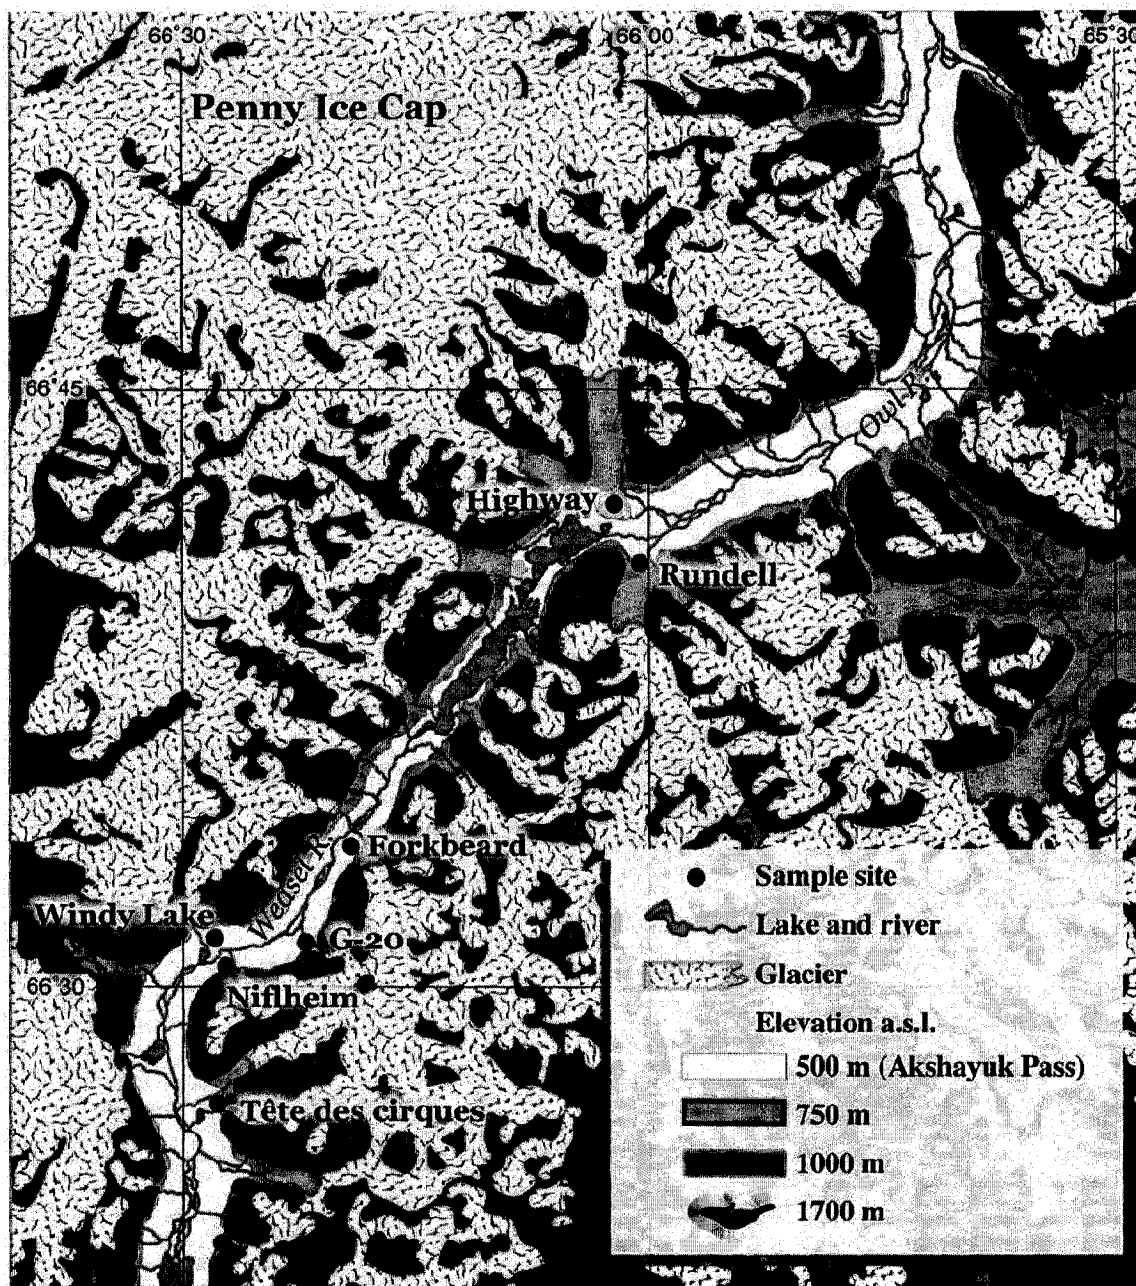 66°30
66°00
65°30
Penny Ice Cap
66°45
Owl R.
Highway
Rundell
Forkbeard
Weasel R.
Windy Lake
G-20
66°30
Niflheim
Tête des cirques
Sample site
Lake and river
Glacier
Elevation a.s.l.
500 m (Akshayuk Pass)
750 m
1000 m
1700 m